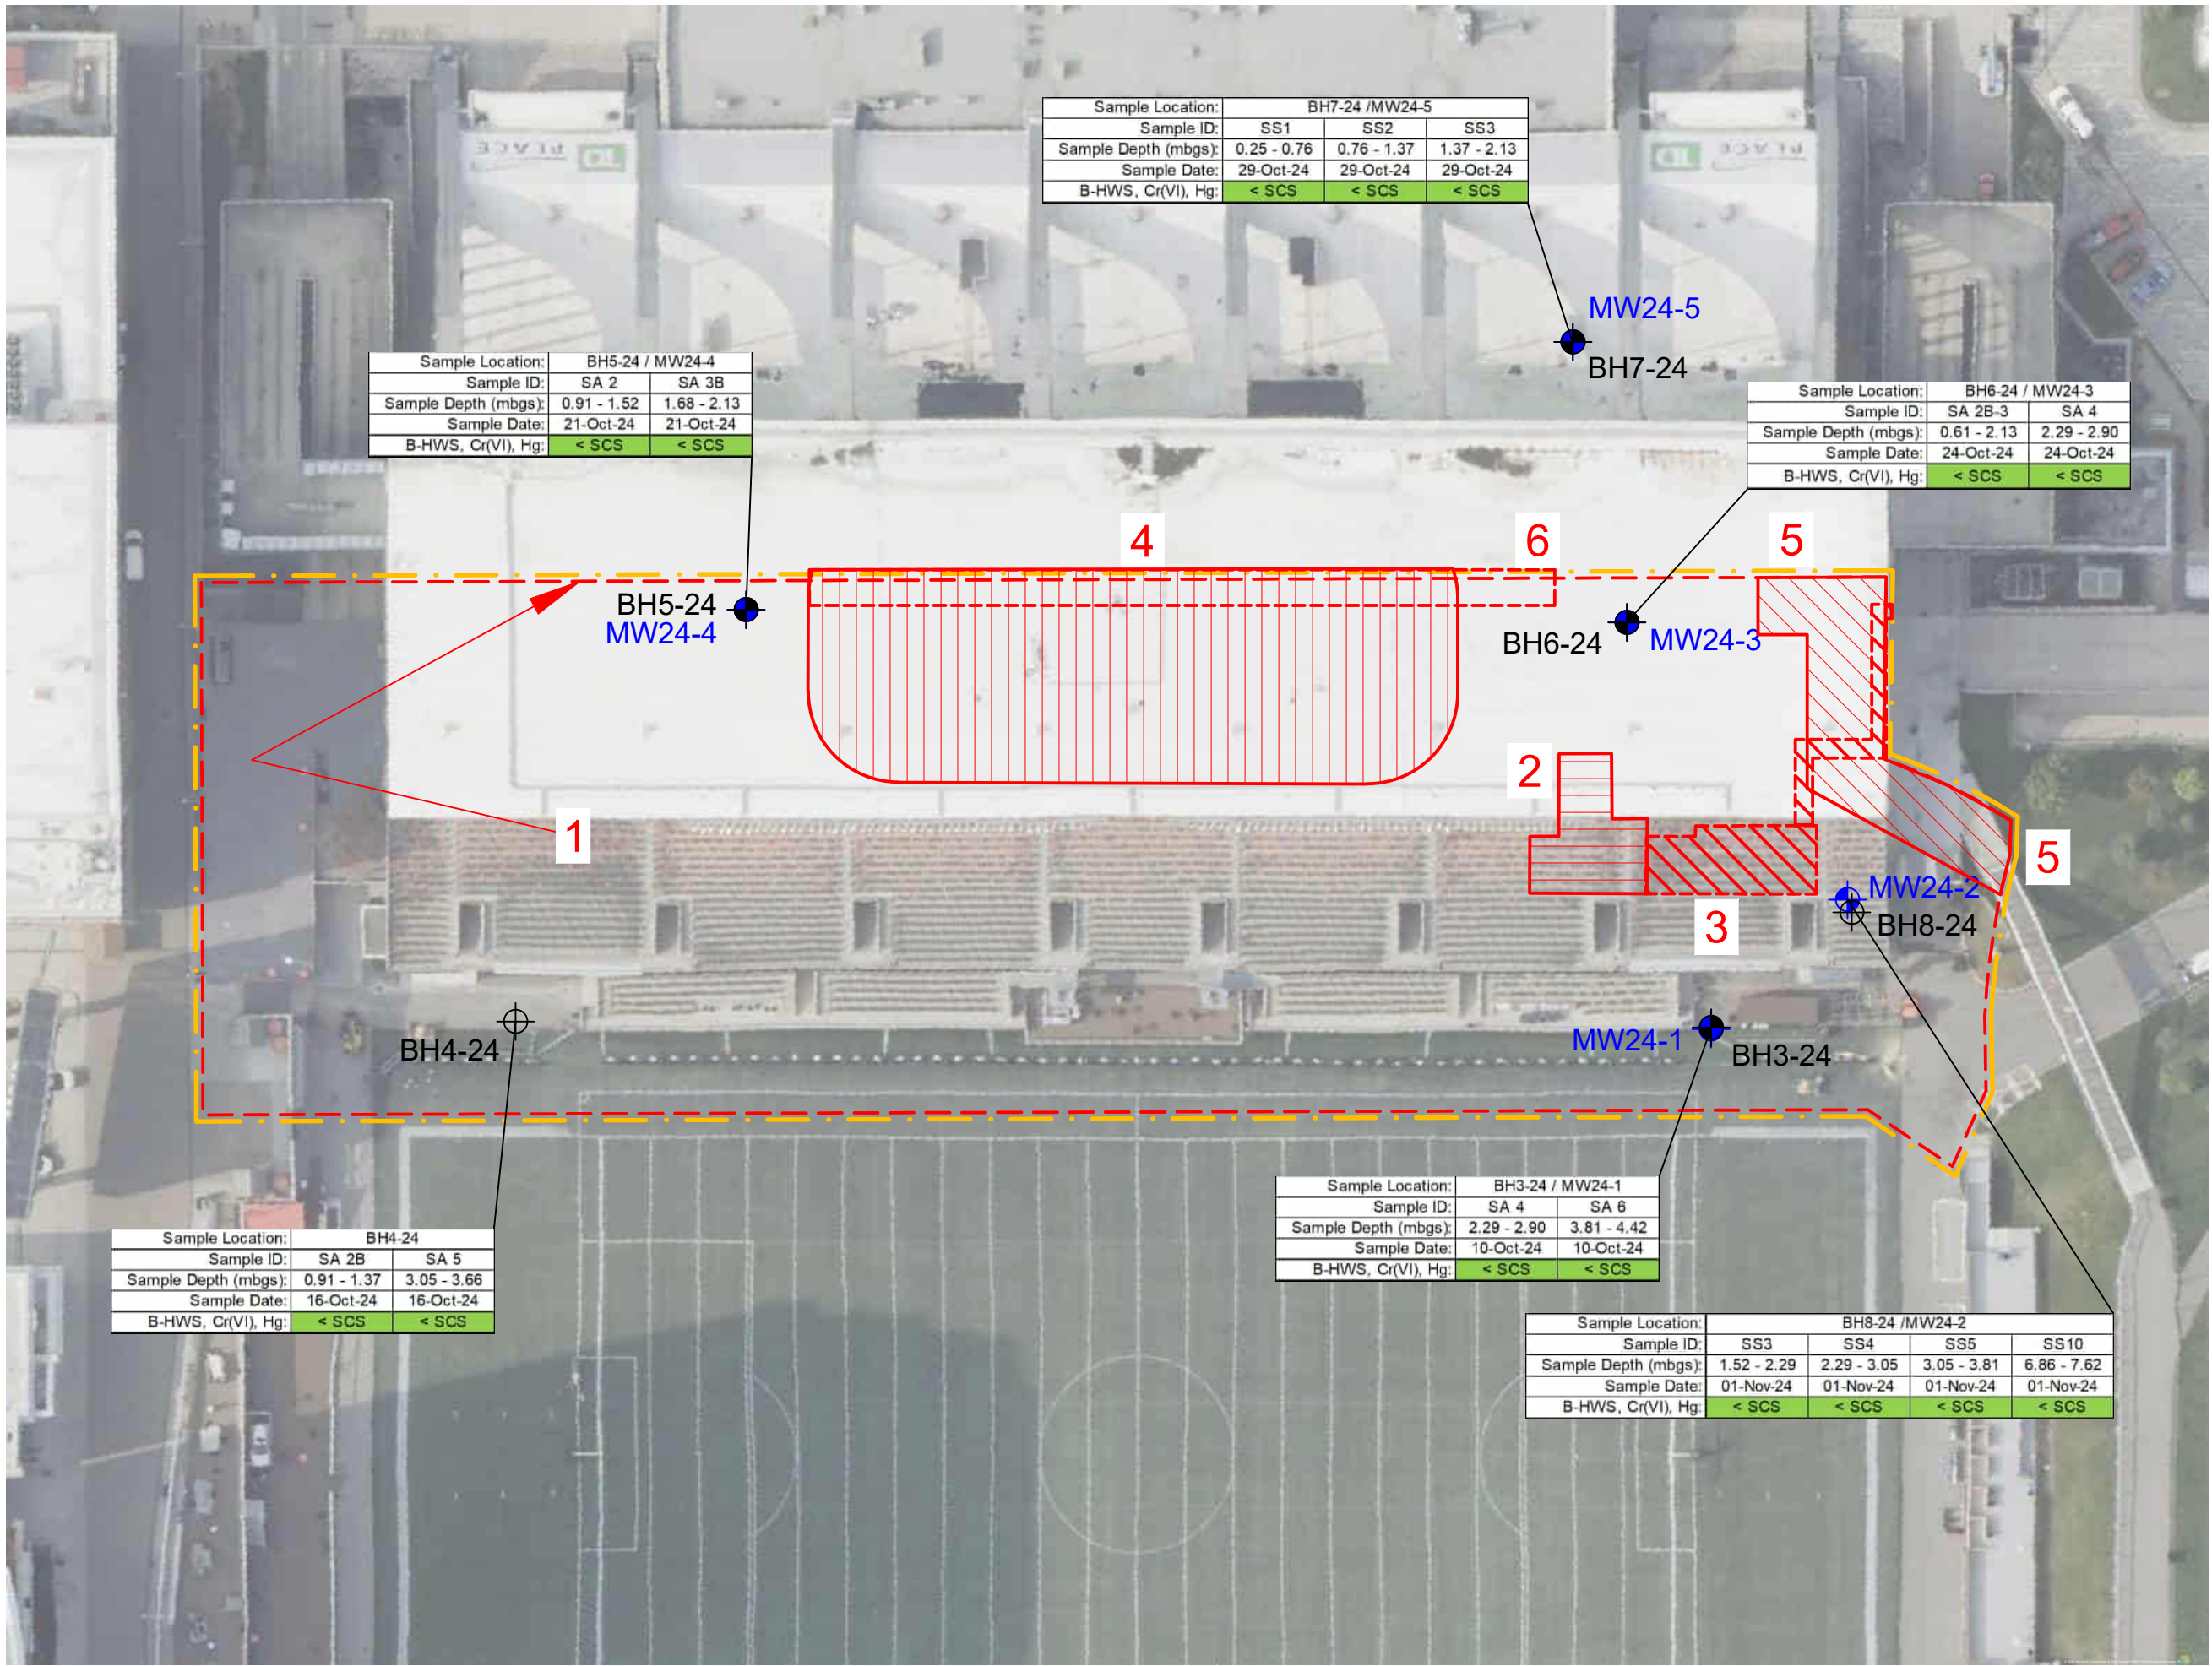 Sample Location: BH7-24 /MW24-5
Sample ID: SS1 SS2 SS3
Sample Depth (mbgs): 0.25 - 0.76 0.76 - 1.37 1.37 - 2.13
Sample Date: 29-Oct-24 29-Oct-24 29-Oct-24
B-HWS, Cr(VI), Hg: < SCS < SCS < SCS
PLACE TD
TD PLACE
MW24-5
BH7-24
Sample Location: BH5-24 / MW24-4
Sample ID: SA 2 SA 3B
Sample Depth (mbgs): 0.91 - 1.52 1.68 - 2.13
Sample Date: 21-Oct-24 21-Oct-24
B-HWS, Cr(VI), Hg: < SCS < SCS
Sample Location: BH6-24 / MW24-3
Sample ID: SA 2B-3 SA 4
Sample Depth (mbgs): 0.61 - 2.13 2.29 - 2.90
Sample Date: 24-Oct-24 24-Oct-24
B-HWS, Cr(VI), Hg: < SCS < SCS
4
6
5
BH5-24
MW24-4
BH6-24
MW24-3
2
1
5
3
MW24-2
BH8-24
BH4-24
MW24-1
BH3-24
Sample Location: BH3-24 / MW24-1
Sample ID: SA 4 SA 6
Sample Depth (mbgs): 2.29 - 2.90 3.81 - 4.42
Sample Date: 10-Oct-24 10-Oct-24
B-HWS, Cr(VI), Hg: < SCS < SCS
Sample Location: BH4-24
Sample ID: SA 2B SA 5
Sample Depth (mbgs): 0.91 - 1.37 3.05 - 3.66
Sample Date: 16-Oct-24 16-Oct-24
B-HWS, Cr(VI), Hg: < SCS < SCS
Sample Location: BH8-24 /MW24-2
Sample ID: SS3 SS4 SS5 SS10
Sample Depth (mbgs): 1.52 - 2.29 2.29 - 3.05 3.05 - 3.81 6.86 - 7.62
Sample Date: 01-Nov-24 01-Nov-24 01-Nov-24 01-Nov-24
B-HWS, Cr(VI), Hg: < SCS < SCS < SCS < SCS